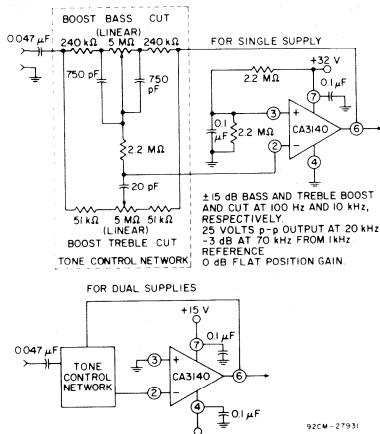 BOOST BASS CUT
(LINEAR)
0.047 μF
240 kΩ 5 MΩ 240 kΩ
750 pF
750 pF
2.2 MΩ
20 pF
51 kΩ 5 MΩ 51 kΩ
(LINEAR)
BOOST TREBLE CUT
TONE CONTROL NETWORK
FOR SINGLE SUPPLY
+32 V
2.2 MΩ
0.1 μF
7
0.1 μF
2.2 MΩ
3
+
CA3140
6
2
−
4
±15 dB BASS AND TREBLE BOOST
AND CUT AT 100 Hz AND 10 kHz,
RESPECTIVELY.
25 VOLTS p-p OUTPUT AT 20 kHz
-3 dB AT 70 kHz FROM 1kHz
REFERENCE
0 dB FLAT POSITION GAIN.
FOR DUAL SUPPLIES
+15 V
0.1 μF
7
0.047 μF
TONE
CONTROL
NETWORK
3
+
CA3140
6
2
−
4
0.1 μF
92CM-27931